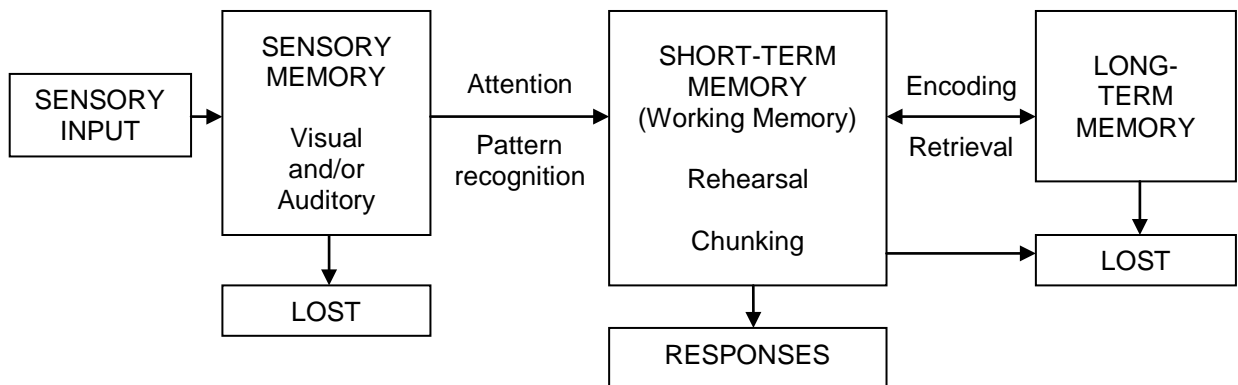 SENSORY
INPUT
SENSORY
MEMORY
Visual
and/or
Auditory
LOST
Attention
Pattern
recognition
SHORT-TERM
MEMORY
(Working Memory)
Rehearsal
Chunking
RESPONSES
Encoding
Retrieval
LONG-
TERM
MEMORY
LOST